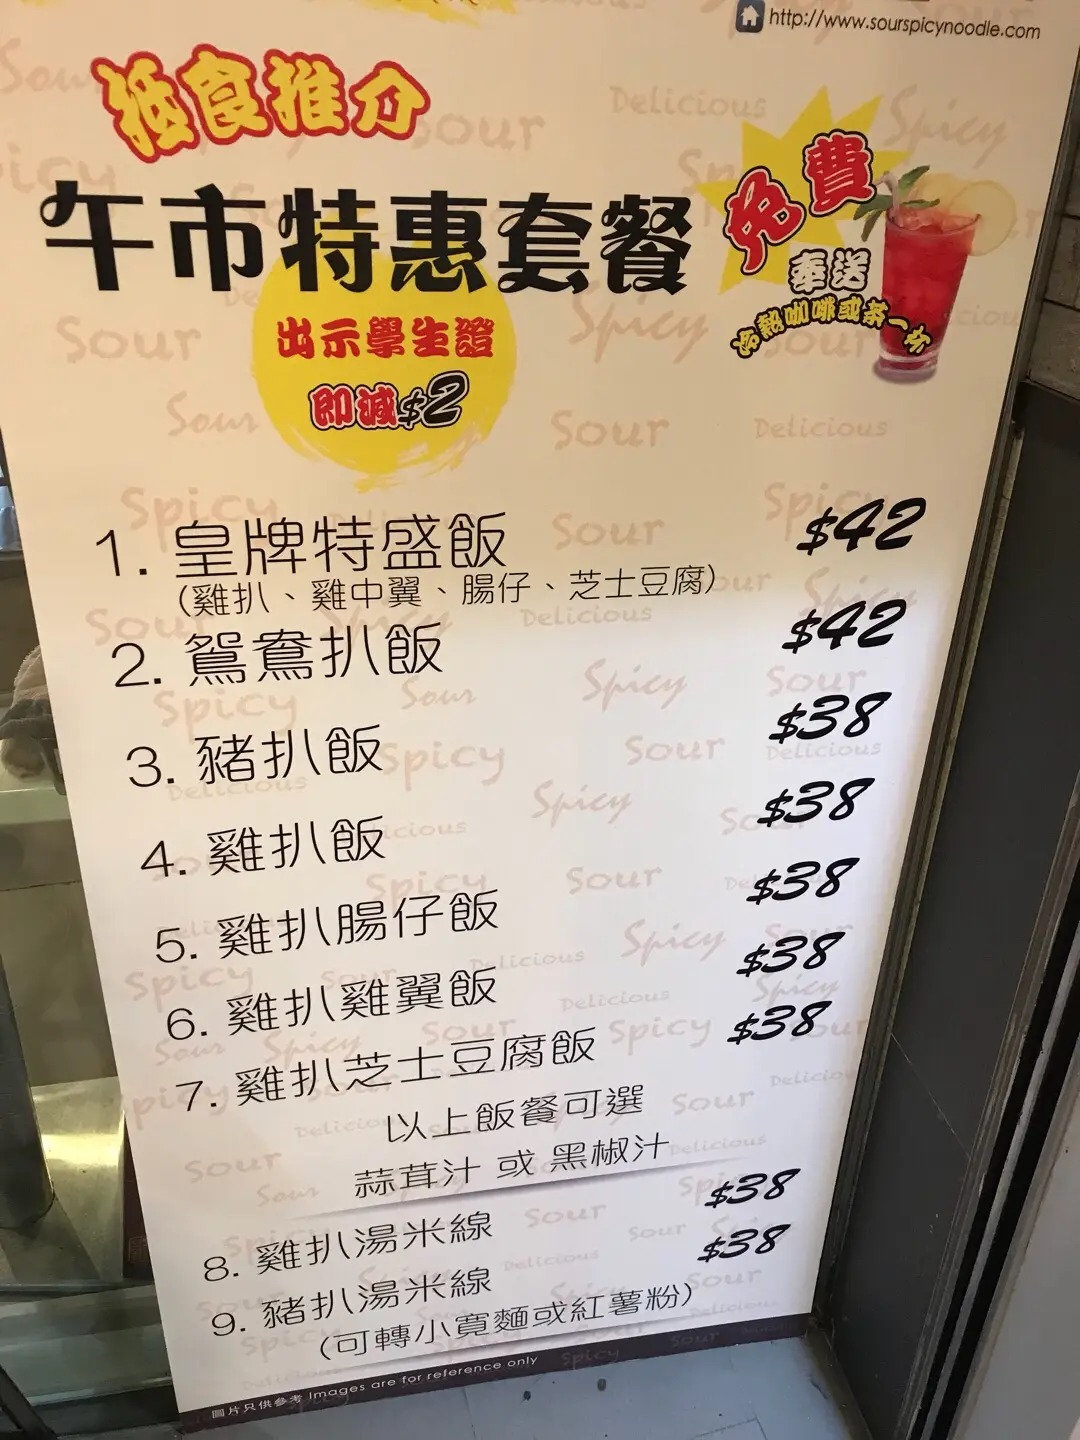 http://www.sourspicynoodle.com
抵食推介
午市特惠套餐
免費
奉送
冷熱咖啡或茶一杯
出示學生證
即減$2
1. 皇牌特盛飯 $42
(雞扒、雞中翼、腸仔、芝士豆腐)
2. 鴛鴦扒飯 $42
3. 豬扒飯 $38
4. 雞扒飯 $38
5. 雞扒腸仔飯 $38
6. 雞扒雞翼飯 $38
7. 雞扒芝士豆腐飯 $38
以上飯餐可選
蒜茸汁 或 黑椒汁
8. 雞扒湯米線 $38
9. 豬扒湯米線 $38
(可轉小寬麵或紅薯粉)
圖片只供參考 Images are for reference only